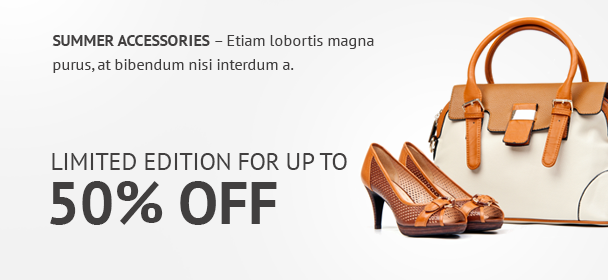 SUMMER ACCESSORIES – Etiam lobortis magna
purus, at bibendum nisi interdum a.
LIMITED EDITION FOR UP TO
50% OFF